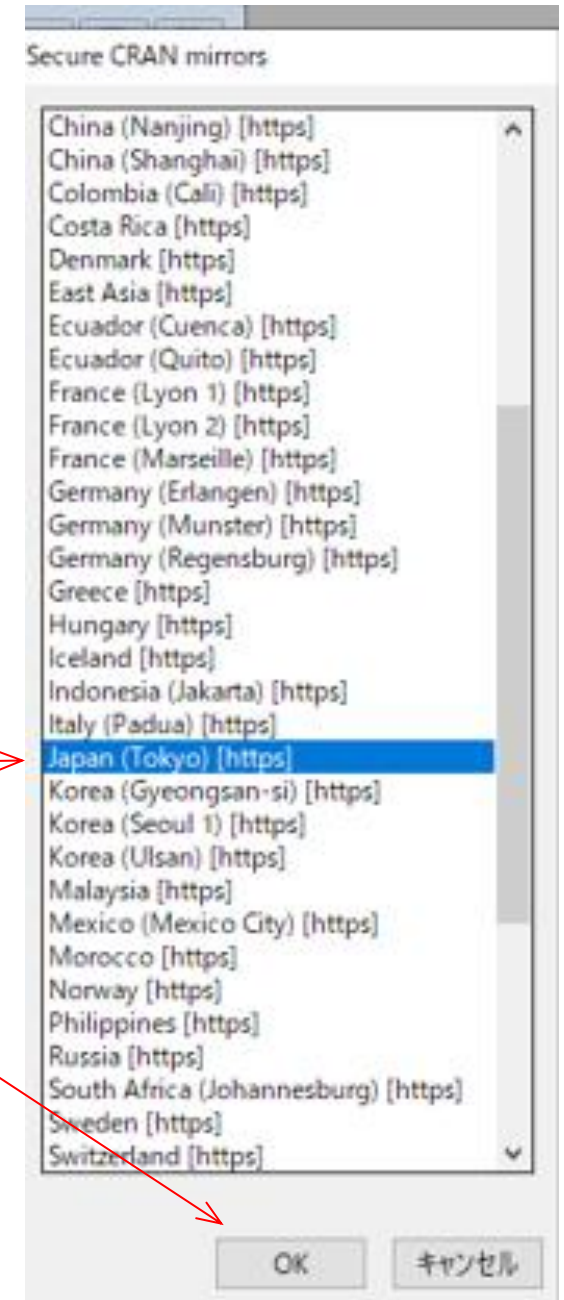 Secure CRAN mirrors
China (Nanjing) [https]
China (Shanghai) [https]
Colombia (Cali) [https]
Costa Rica [https]
Denmark [https]
East Asia [https]
Ecuador (Cuenca) [https]
Ecuador (Quito) [https]
France (Lyon 1) [https]
France (Lyon 2) [https]
France (Marseille) [https]
Germany (Erlangen) [https]
Germany (Munster) [https]
Germany (Regensburg) [https]
Greece [https]
Hungary [https]
Iceland [https]
Indonesia (Jakarta) [https]
Italy (Padua) [https]
Japan (Tokyo) [https]
Korea (Gyeongsan-si) [https]
Korea (Seoul 1) [https]
Korea (Ulsan) [https]
Malaysia [https]
Mexico (Mexico City) [https]
Morocco [https]
Norway [https]
Philippines [https]
Russia [https]
South Africa (Johannesburg) [https]
Sweden [https]
Switzerland [https]
OK キャンセル